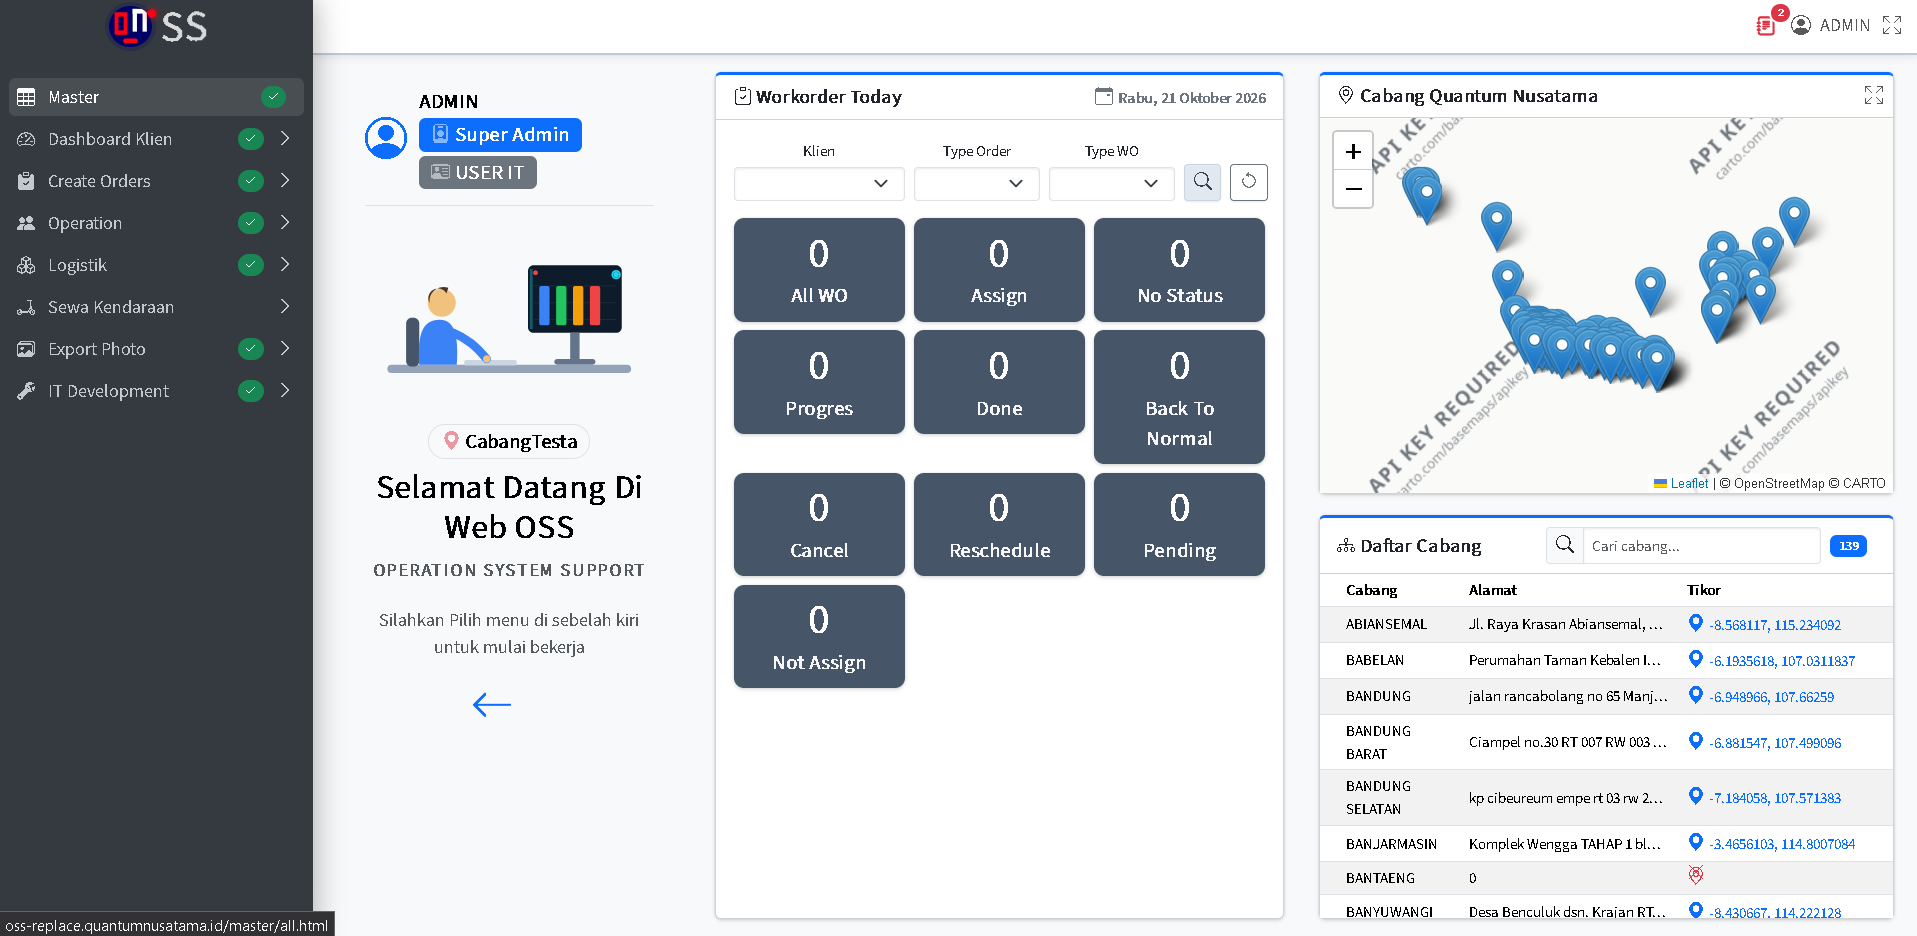 SS
Master
Dashboard Klien
Create Orders
Operation
Logistik
Sewa Kendaraan
Export Photo
IT Development
oss-replace.quantumnusatama.id/master/all.html
2
ADMIN
ADMIN
Super Admin
USER IT
CabangTesta
Selamat Datang Di
Web OSS
OPERATION SYSTEM SUPPORT
Silahkan Pilih menu di sebelah kiri
untuk mulai bekerja
Workorder Today
Rabu, 21 Oktober 2026
Klien
Type Order
Type WO
0
All WO
0
Assign
0
No Status
0
Progres
0
Done
0
Back To
Normal
0
Cancel
0
Reschedule
0
Pending
0
Not Assign
Cabang Quantum Nusatama
+
−
API KEY REQUIRED
carto.com/basemaps/apikey
API KEY REQUIRED
com/basemaps/apikey
Leaflet | © OpenStreetMap © CARTO
Daftar Cabang
Cari cabang...
139
Cabang Alamat Tikor
ABIANSEMAL Jl. Raya Krasan Abiansemal, ... -8.568117, 115.234092
BABELAN Perumahan Taman Kebalen I... -6.1935618, 107.0311837
BANDUNG jalan rancabolang no 65 Manj... -6.948966, 107.66259
BANDUNG
BARAT Ciampel no.30 RT 007 RW 003 ... -6.881547, 107.499096
BANDUNG
SELATAN kp cibeureum empe rt 03 rw 2... -7.184058, 107.571383
BANJARMASIN Komplek Wengga TAHAP 1 bl... -3.4656103, 114.8007084
BANTAENG 0
BANYUWANGI Desa Benculuk dsn. Krajan RT... -8.430667, 114.222128